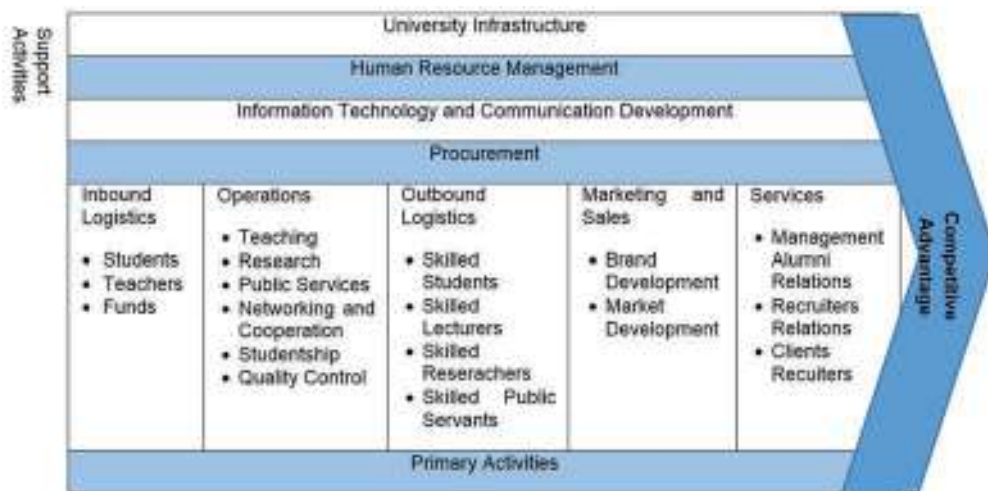 Support
Activities
University Infrastructure
Human Resource Management
Information Technology and Communication Development
Procurement
Inbound
Logistics
• Students
• Teachers
• Funds
Operations
• Teaching
• Research
• Public Services
• Networking and
Cooperation
• Studentship
• Quality Control
Outbound
Logistics
• Skilled
Students
• Skilled
Lecturers
• Skilled
Reserachers
• Skilled Public
Servants
Marketing and
Sales
• Brand
Development
• Market
Development
Services
• Management
Alumni
Relations
• Recruiters
Relations
• Clients
Recuiters
Competitive
Advantage
Primary Activities